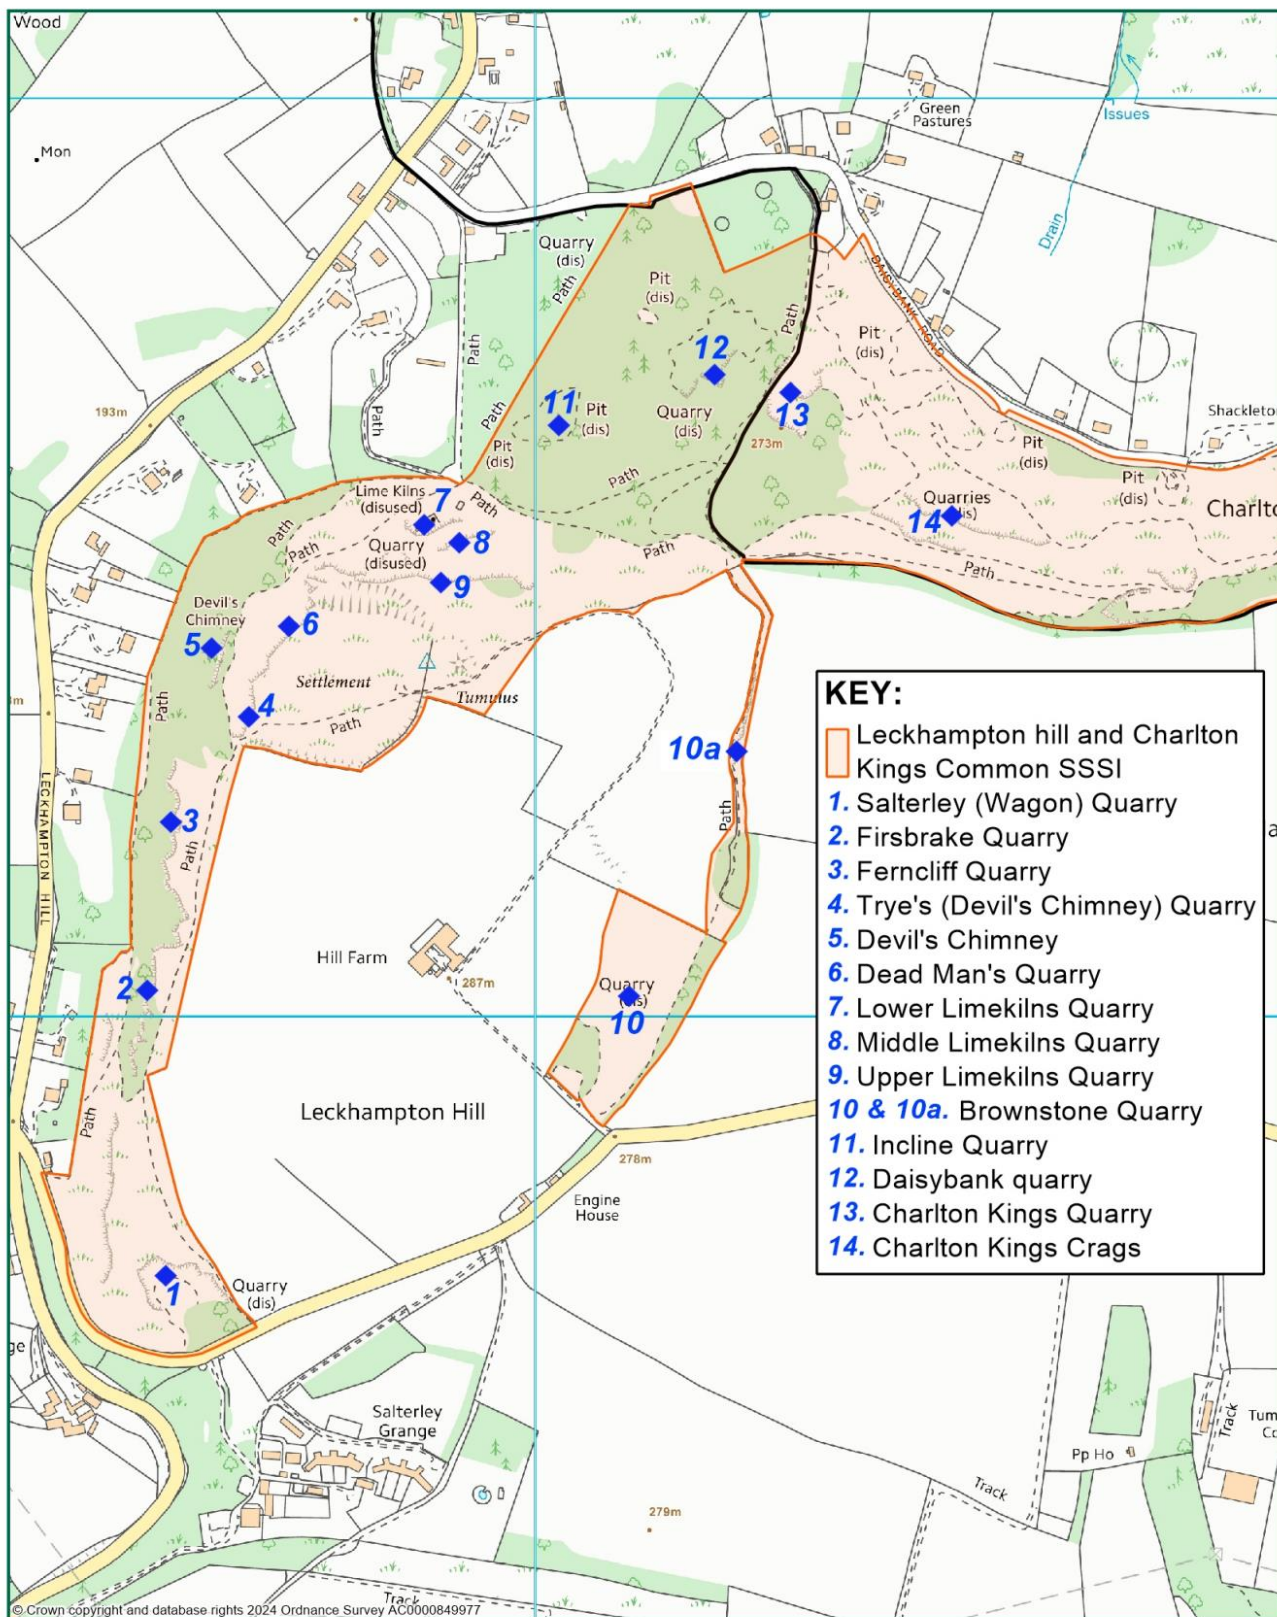 Wood
Mon
Green
Pastures
Issues
Drain
Quarry
(dis)
Path
Pit
(dis)
Path
DAISYBANK ROAD
Path
Path
193m
12
13
11
Pit
(dis)
Quarry
(dis)
Pit
(dis)
273m
Pit
(dis)
Shackleto
Path
Pit
(dis)
Path
Pit
(dis)
Lime Kilns
(disused)
7
Path
Quarries
14
Charlto
Path
Path
Quarry
(disused)
8
Path
Path
9
Devil's
Chimney
5
6
Settlement
Tumulus
4
Path
Path
10a
LECKHAMPTON HILL
3
Path
Path
Hill Farm
287m
2
Quarry
(dis)
10
Path
Leckhampton Hill
278m
Engine
House
1
Quarry
(dis)
ge
Salterley
Grange
279m
Track
Pp Ho
Track
Tum
Co
Track
KEY:
Leckhampton hill and Charlton
Kings Common SSSI
1. Salterley (Wagon) Quarry
2. Firsbrake Quarry
3. Ferncliff Quarry
4. Trye's (Devil's Chimney) Quarry
5. Devil's Chimney
6. Dead Man's Quarry
7. Lower Limekilns Quarry
8. Middle Limekilns Quarry
9. Upper Limekilns Quarry
10 & 10a. Brownstone Quarry
11. Incline Quarry
12. Daisybank quarry
13. Charlton Kings Quarry
14. Charlton Kings Crags
© Crown copyright and database rights 2024 Ordnance Survey AC0000849977